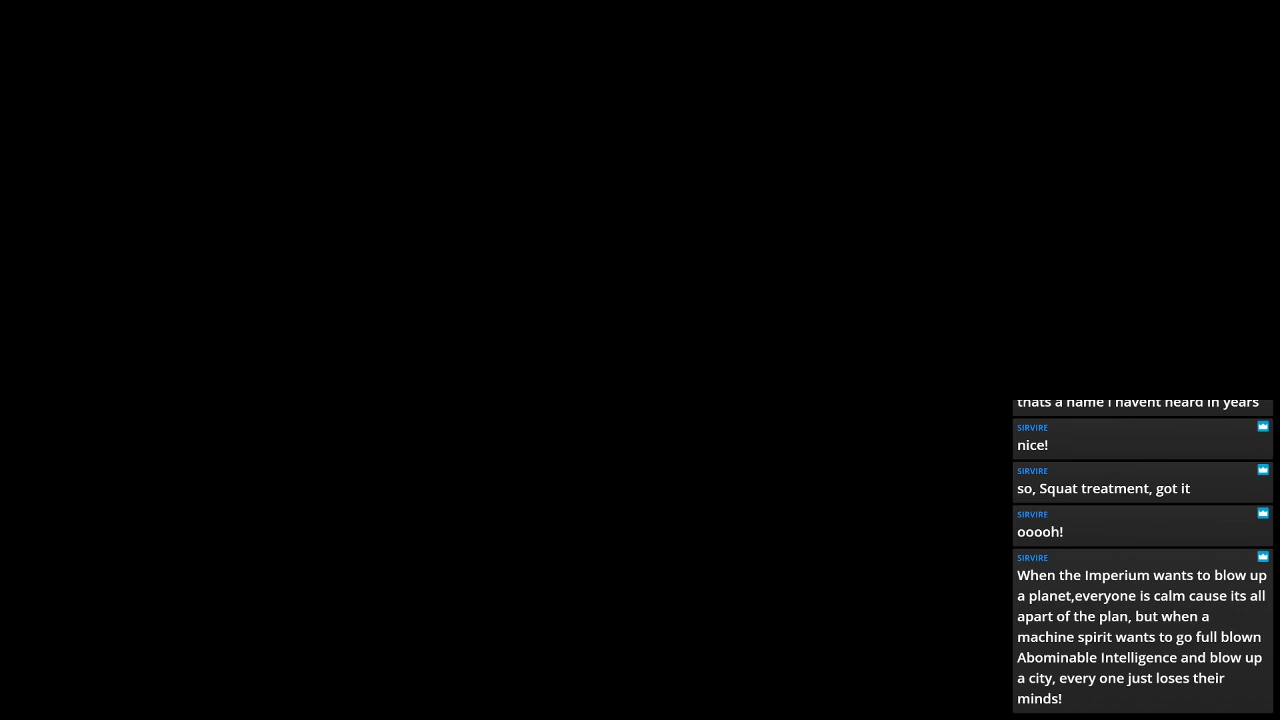 thats a name I havent heard in years
SIRVIRE
nice!
SIRVIRE
so, Squat treatment, got it
SIRVIRE
ooooh!
SIRVIRE
When the Imperium wants to blow up
a planet,everyone is calm cause its all
apart of the plan, but when a
machine spirit wants to go full blown
Abominable Intelligence and blow up
a city, every one just loses their
minds!